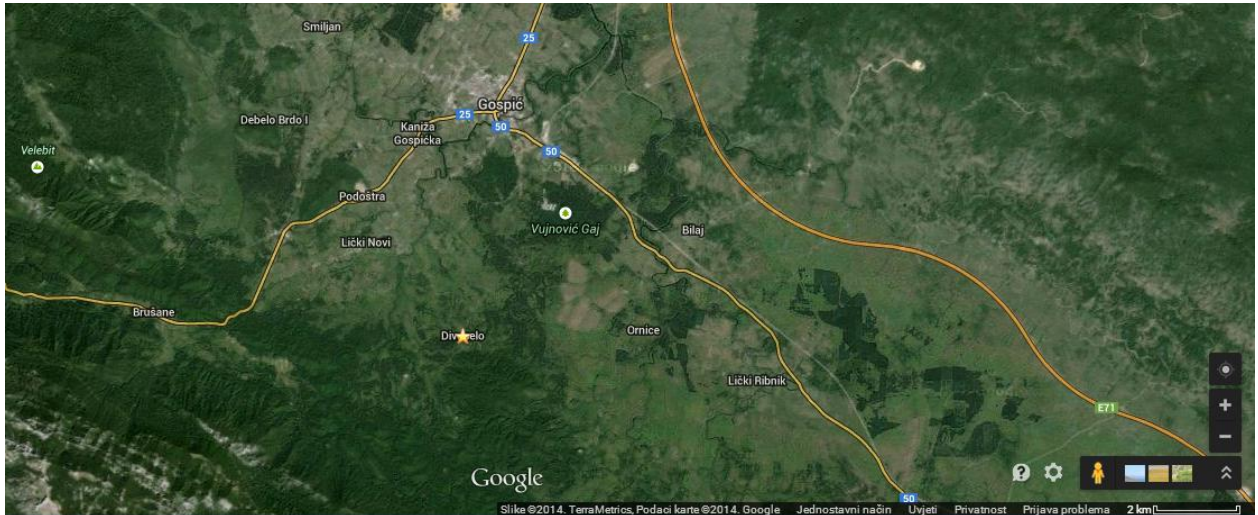 Smiljan
25
Gospić
25
Debelo Brdo I
Kaniža
Gospićka
50
50
Velebit
Podoštra
Vujnović Gaj
Bilaj
Lički Novi
Brušane
Ornice
Lički Ribnik
E71
Google
50
Slike ©2014, TerraMetrics, Podaci karte ©2014, Google Jednostavni način Uvjeti Privatnost Prijava problema 2 km